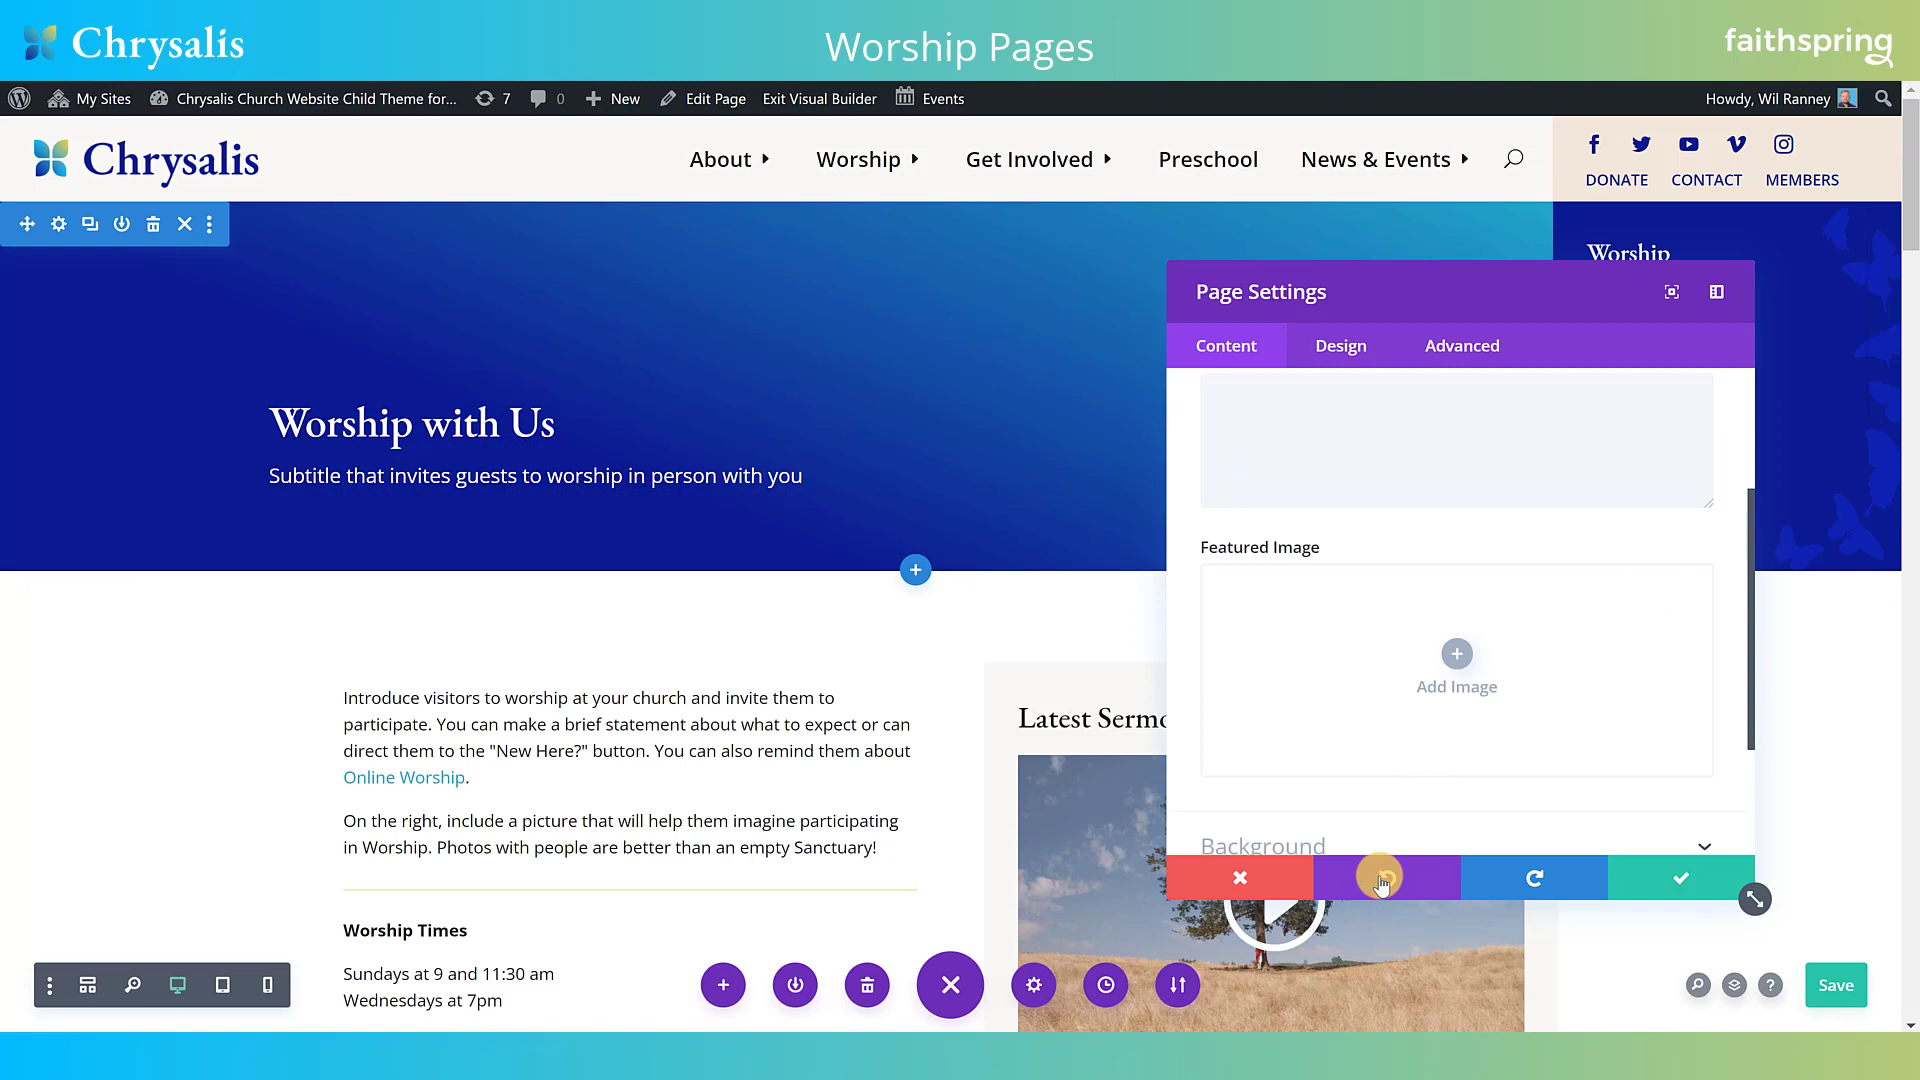 Chrysalis
Worship Pages
faithspring
My Sites
Chrysalis Church Website Child Theme for...
7
0
New
Edit Page
Exit Visual Builder
Events
Howdy, Wil Ranney
Chrysalis
About
Worship
Get Involved
Preschool
News & Events
DONATE
CONTACT
MEMBERS
Worship
Page Settings
Content
Design
Advanced
Worship with Us
Subtitle that invites guests to worship in person with you
Featured Image
Add Image
Background
Introduce visitors to worship at your church and invite them to
participate. You can make a brief statement about what to expect or can
direct them to the "New Here?" button. You can also remind them about
Online Worship.
On the right, include a picture that will help them imagine participating
in Worship. Photos with people are better than an empty Sanctuary!
Latest Sermo
Worship Times
Sundays at 9 and 11:30 am
Wednesdays at 7pm
Save